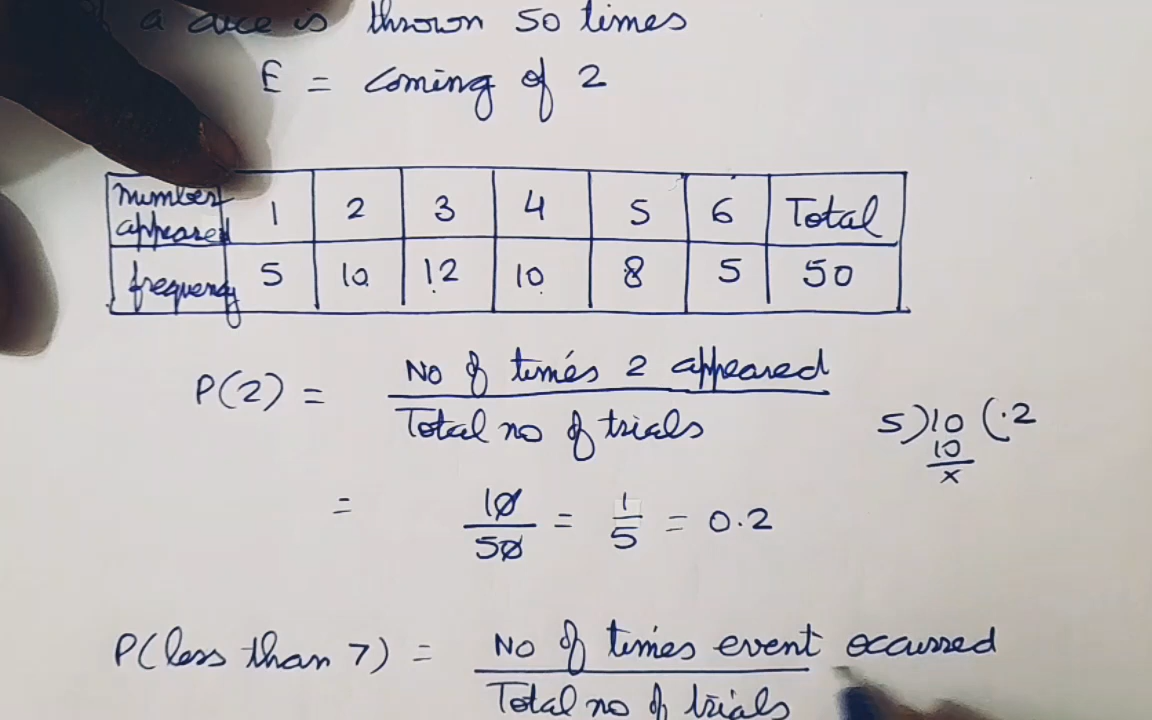 a dice is thrown 50 times
E = coming of 2
number appeared 1 2 3 4 5 6 Total
frequency 5 10 12 10 8 5 50
P(2) = No of times 2 appeared
Total no of trials
5)10(.2
10
x
= 10/50 = 1/5 = 0.2
P(less than 7) = No of times event occurred
Total no of trials